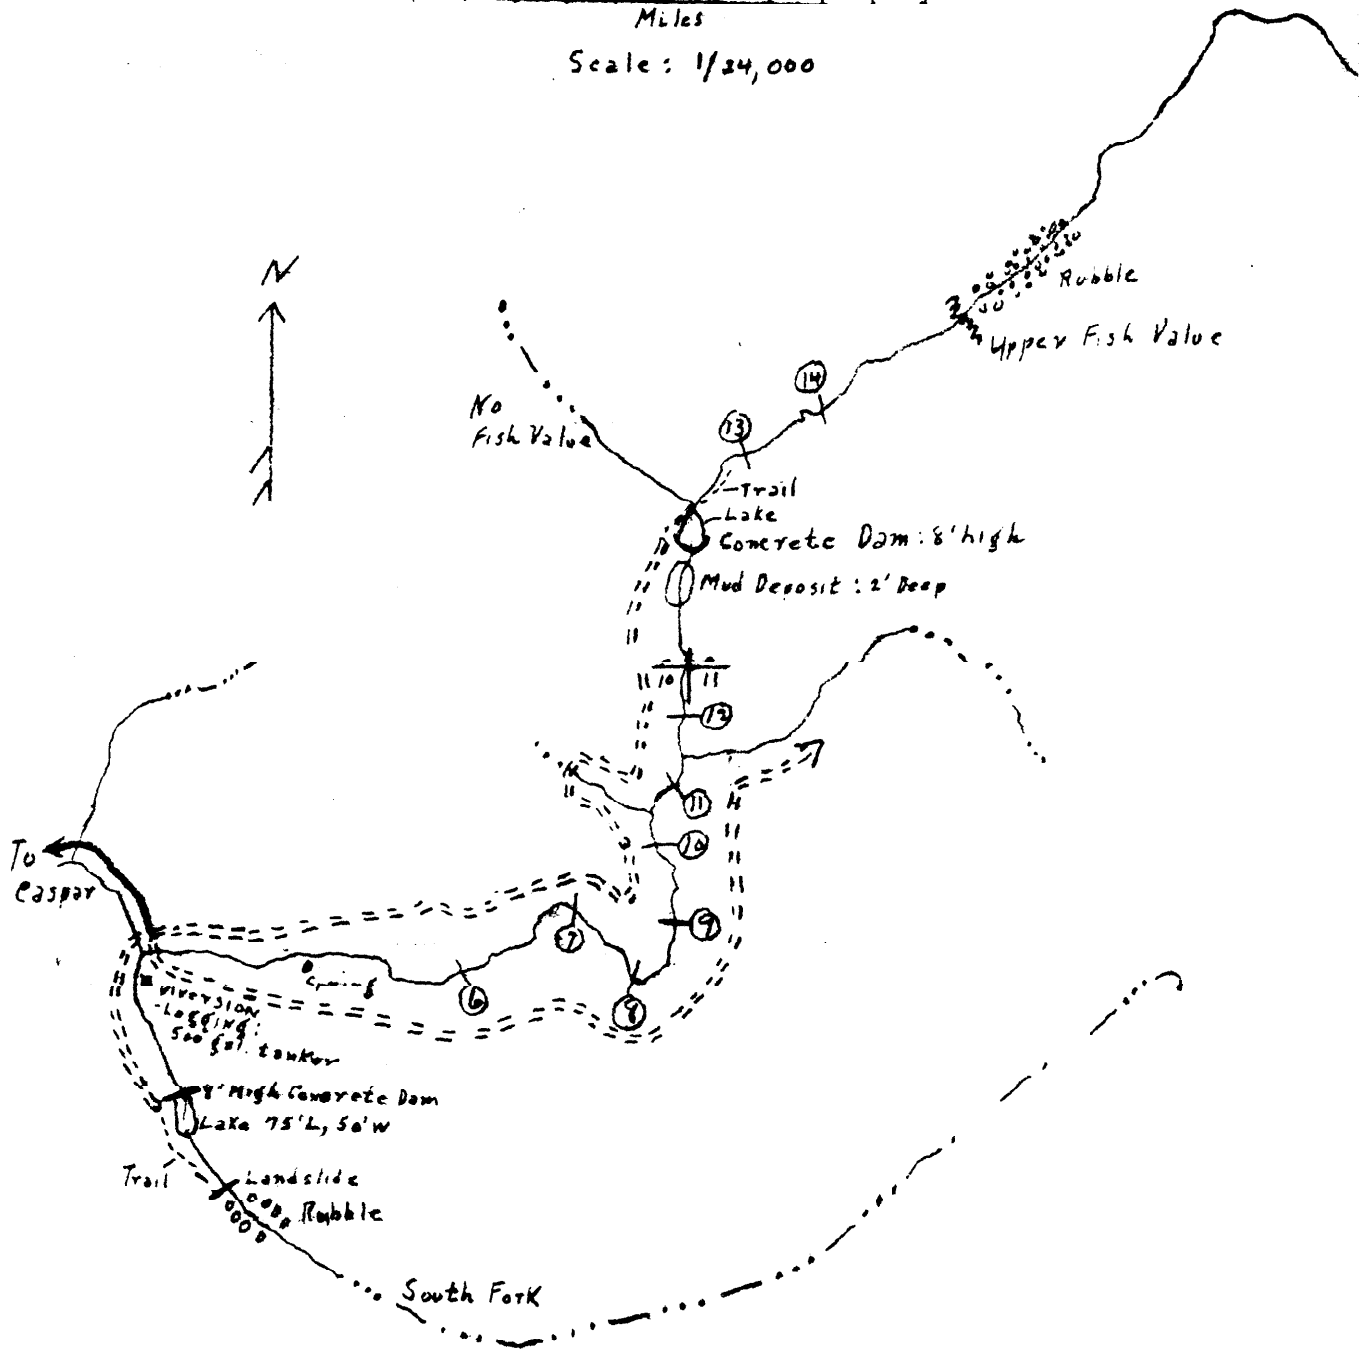 Miles
Scale: 1/24,000
N
Rubble
Upper Fish Value
14
No
Fish Value
13
Trail
Lake
Concrete Dam: 8' high
Mud Deposit: 2' Deep
10 11
12
11
10
To
Caspar
9
7
6
8
Logging:
500 gal. tanker
8' High Concrete Dam
Lake 75'L, 50'W
Trail
Landslide
Rubble
South Fork